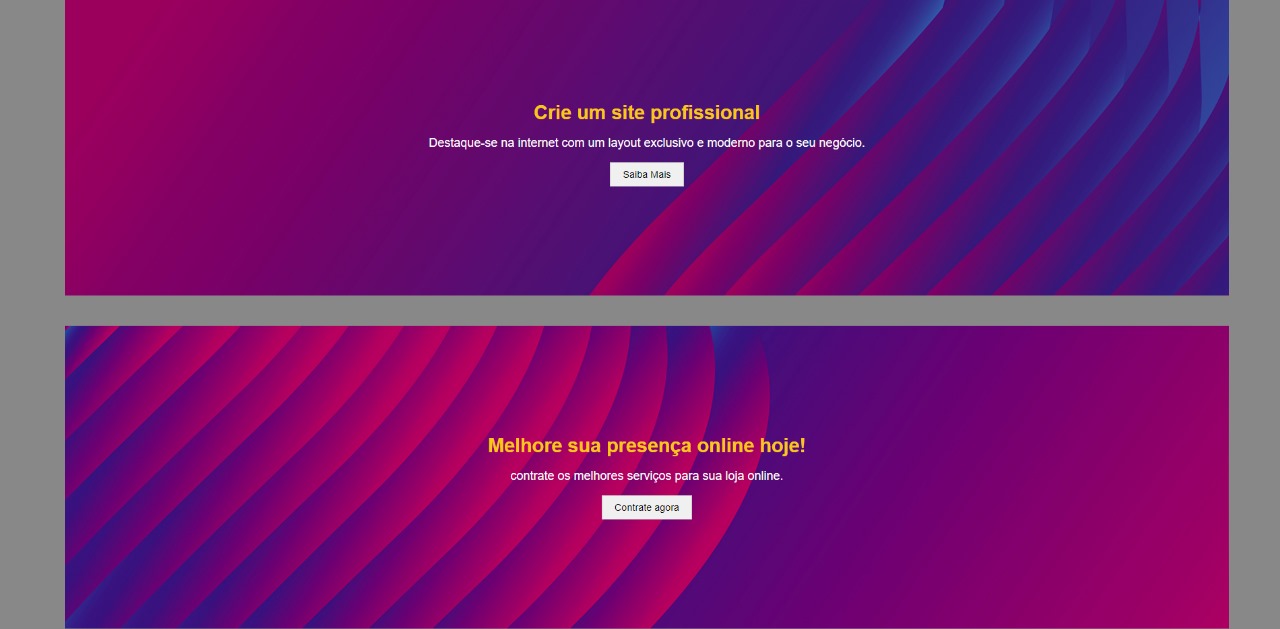 Crie um site profissional
Destaque-se na internet com um layout exclusivo e moderno para o seu negócio.
Saiba Mais
Melhore sua presença online hoje!
contrate os melhores serviços para sua loja online.
Contrate agora